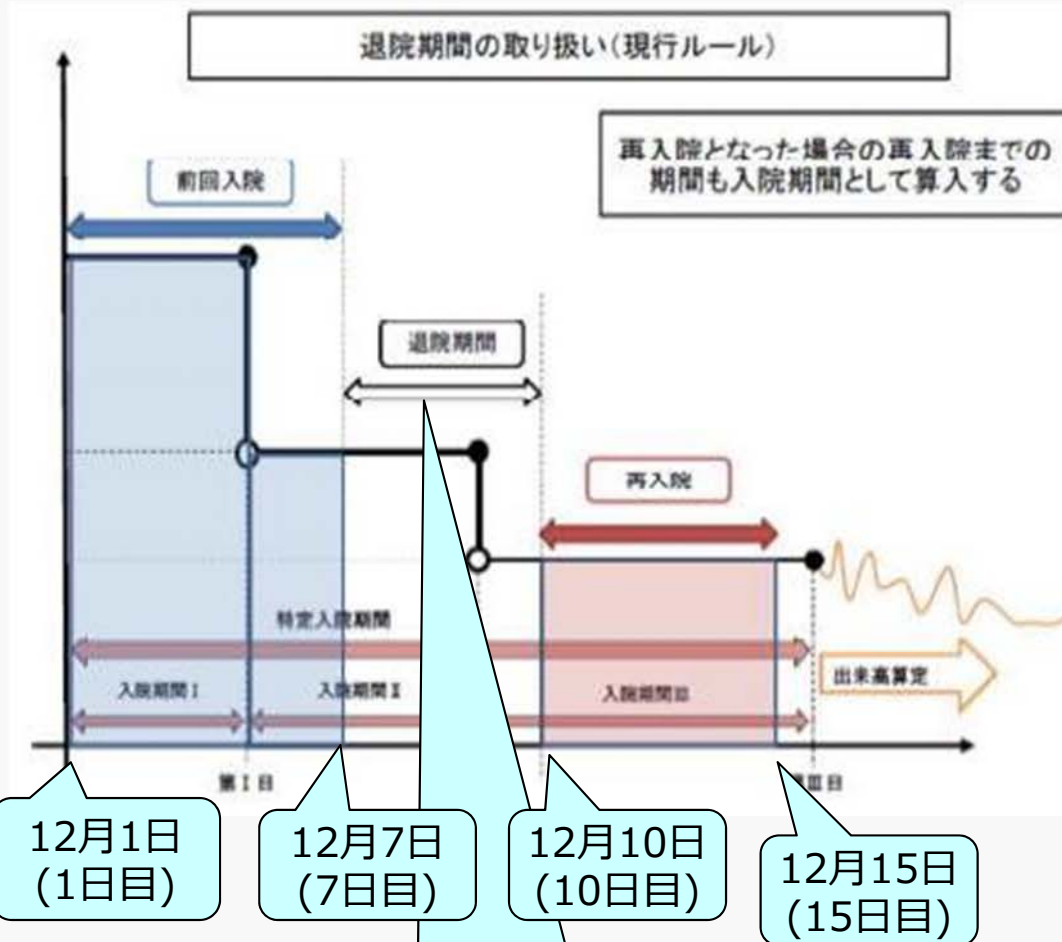 退院期間の取り扱い(現行ルール)
再入院となった場合の再入院までの
期間も入院期間として算入する
前回入院
退院期間
再入院
特定入院期間
入院期間Ⅰ
入院期間Ⅱ
入院期間Ⅲ
出来高算定
第Ⅰ日
Ⅲ日
12月1日
(1日目)
12月7日
(7日目)
12月10日
(10日目)
12月15日
(15日目)